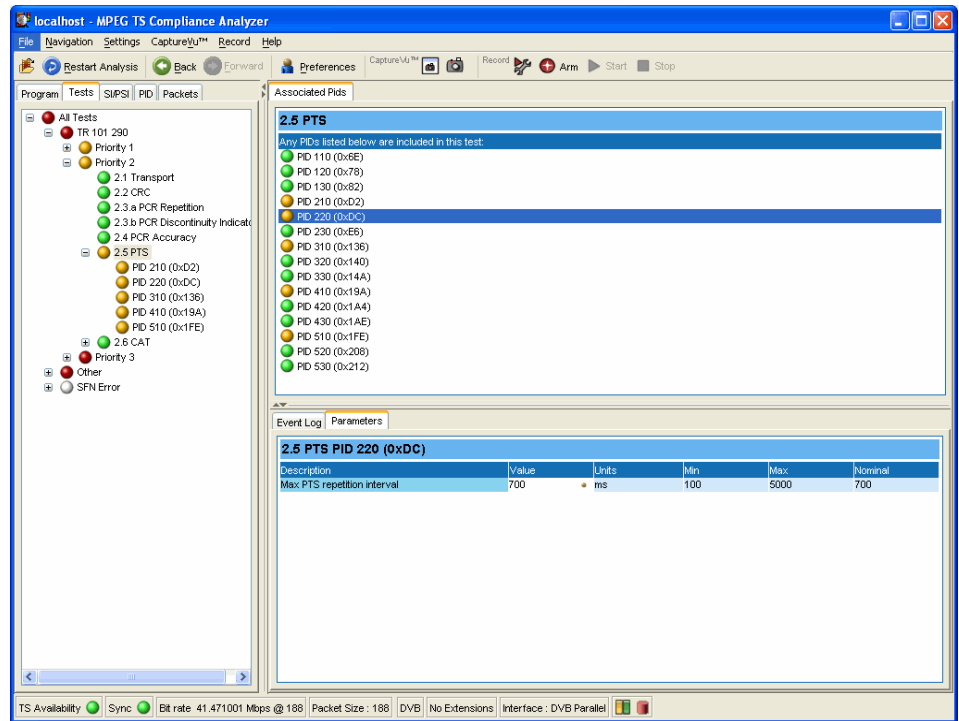 localhost - MPEG TS Compliance Analyzer
File Navigation Settings CaptureVu™ Record Help
Restart Analysis Back Forward Preferences CaptureVu™ Record Arm Start Stop
Program Tests SI/PSI PID Packets
All Tests
TR 101 290
Priority 1
Priority 2
2.1 Transport
2.2 CRC
2.3.a PCR Repetition
2.3.b PCR Discontinuity Indicato
2.4 PCR Accuracy
2.5 PTS
PID 210 (0xD2)
PID 220 (0xDC)
PID 310 (0x136)
PID 410 (0x19A)
PID 510 (0x1FE)
2.6 CAT
Priority 3
Other
SFN Error
Associated Pids
2.5 PTS
Any PIDs listed below are included in this test:
PID 110 (0x6E)
PID 120 (0x78)
PID 130 (0x82)
PID 210 (0xD2)
PID 220 (0xDC)
PID 230 (0xE6)
PID 310 (0x136)
PID 320 (0x140)
PID 330 (0x14A)
PID 410 (0x19A)
PID 420 (0x1A4)
PID 430 (0x1AE)
PID 510 (0x1FE)
PID 520 (0x208)
PID 530 (0x212)
Event Log Parameters
2.5 PTS PID 220 (0xDC)
Description Value Units Min Max Nominal
Max PTS repetition interval 700 ms 100 5000 700
TS Availability Sync Bit rate 41.471001 Mbps @ 188 Packet Size : 188 DVB No Extensions Interface : DVB Parallel